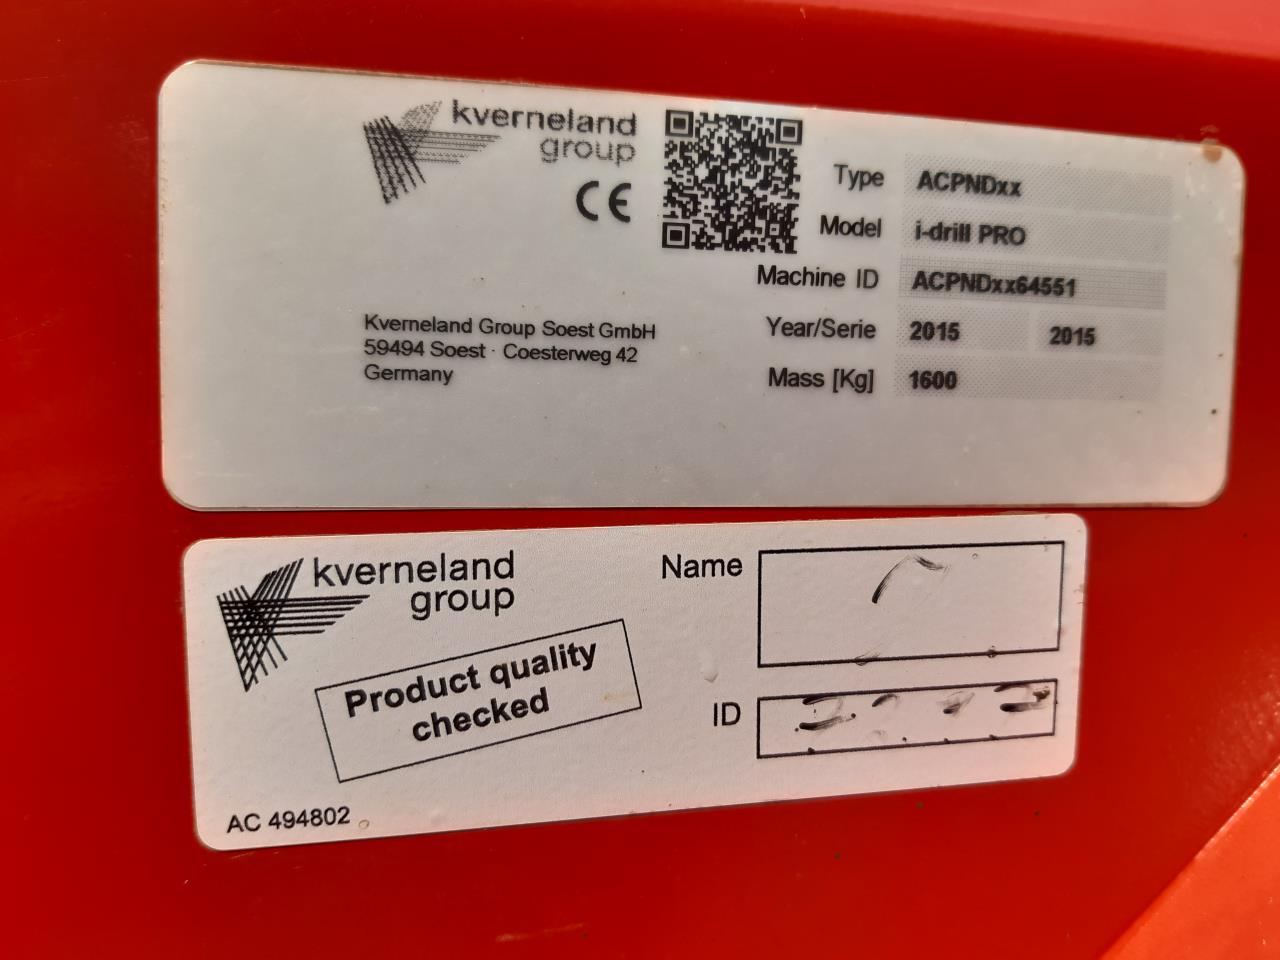 kverneland
group
CE
Type ACPNDxx
Model i-drill PRO
Machine ID ACPNDxx64551
Year/Serie 2015 2015
Mass [Kg] 1600
Kverneland Group Soest GmbH
59494 Soest · Coesterweg 42
Germany
kverneland
group
Product quality
checked
Name
ID
AC 494802